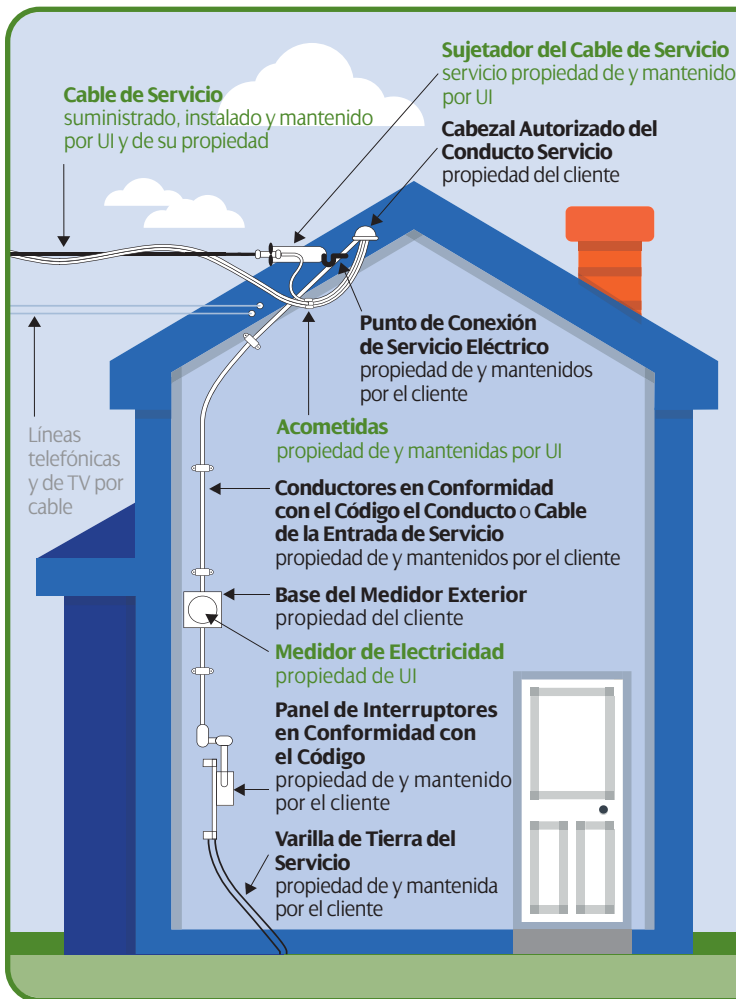 Sujetador del Cable de Servicio
servicio propiedad de y mantenido
por UI
Cable de Servicio
suministrado, instalado y mantenido
por UI y de su propiedad
Cabezal Autorizado del
Conducto Servicio
propiedad del cliente
Punto de Conexión
de Servicio Eléctrico
propiedad de y mantenidos
por el cliente
Líneas
telefónicas
y de TV por
cable
Acometidas
propiedad de y mantenidas por UI
Conductores en Conformidad
con el Código el Conducto o Cable
de la Entrada de Servicio
propiedad de y mantenidos por el cliente
Base del Medidor Exterior
propiedad del cliente
Medidor de Electricidad
propiedad de UI
Panel de Interruptores
en Conformidad con
el Código
propiedad de y mantenido
por el cliente
Varilla de Tierra del
Servicio
propiedad de y mantenida
por el cliente